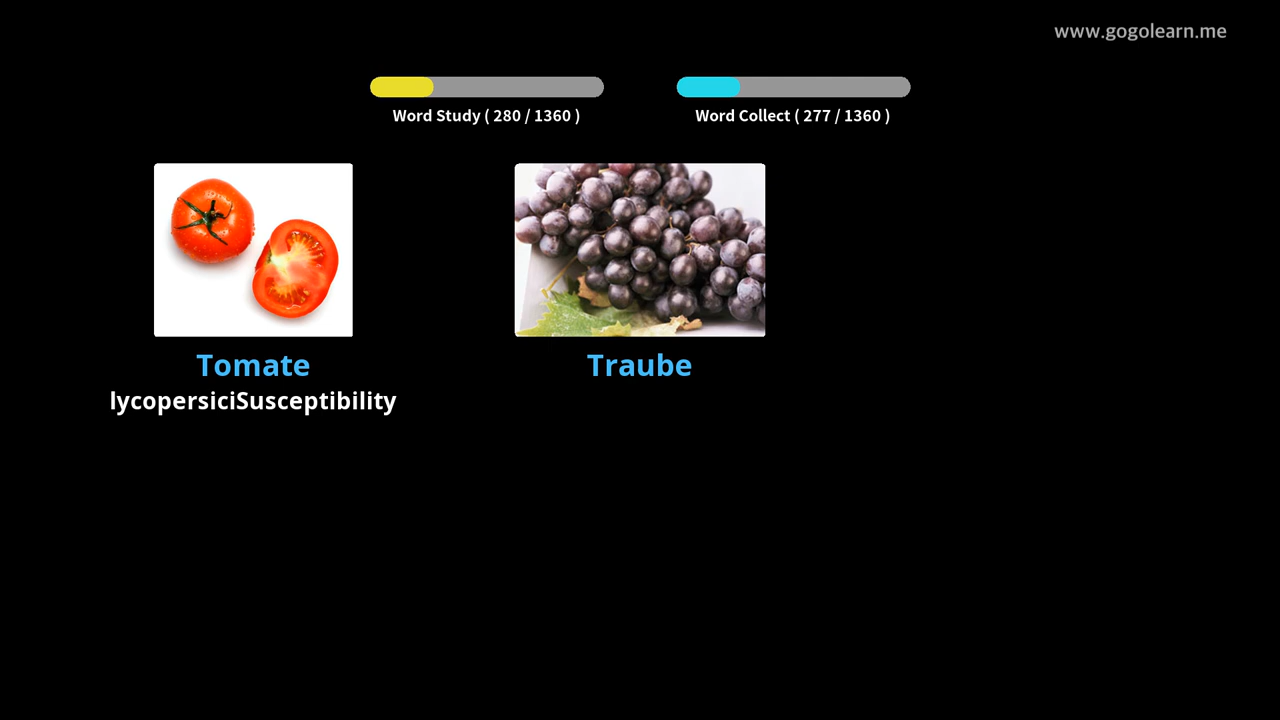 www.gogolearn.me
Word Study ( 280 / 1360 )
Word Collect ( 277 / 1360 )
Tomate
Traube
lycopersiciSusceptibility